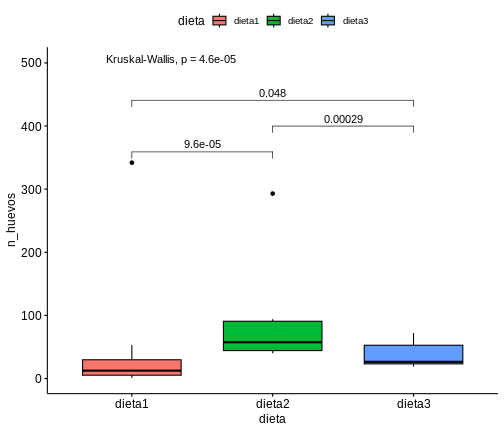 dieta dieta1 dieta2 dieta3
Kruskal-Wallis, p = 4.6e-05
0.048
0.00029
9.6e-05
n_huevos
500
400
300
200
100
0
dieta1 dieta2 dieta3
dieta